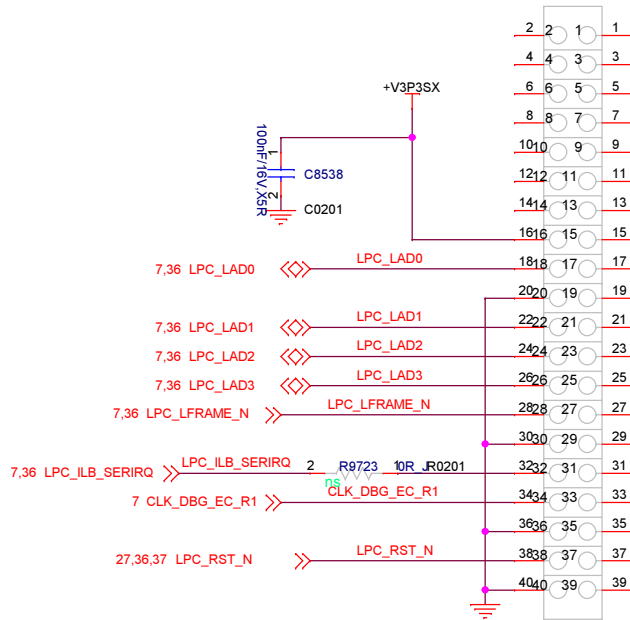 2 2 1 1
4 4 3 3
+V3P3SX
6 6 5 5
8 8 7 7
100nF/16V,X5R
1
10 10 9 9
C8538
12 12 11 11
2
C0201
14 14 13 13
16 16 15 15
7,36 LPC_LAD0 LPC_LAD0 18 18 17 17
20 20 19 19
7,36 LPC_LAD1 LPC_LAD1 22 22 21 21
7,36 LPC_LAD2 LPC_LAD2 24 24 23 23
7,36 LPC_LAD3 LPC_LAD3 26 26 25 25
7,36 LPC_LFRAME_N LPC_LFRAME_N 28 28 27 27
30 30 29 29
7,36 LPC_ILB_SERIRQ LPC_ILB_SERIRQ 2 R9723 1 0R_J R0201 32 32 31 31
ns
7 CLK_DBG_EC_R1 CLK_DBG_EC_R1 34 34 33 33
36 36 35 35
27,36,37 LPC_RST_N LPC_RST_N 38 38 37 37
40 40 39 39